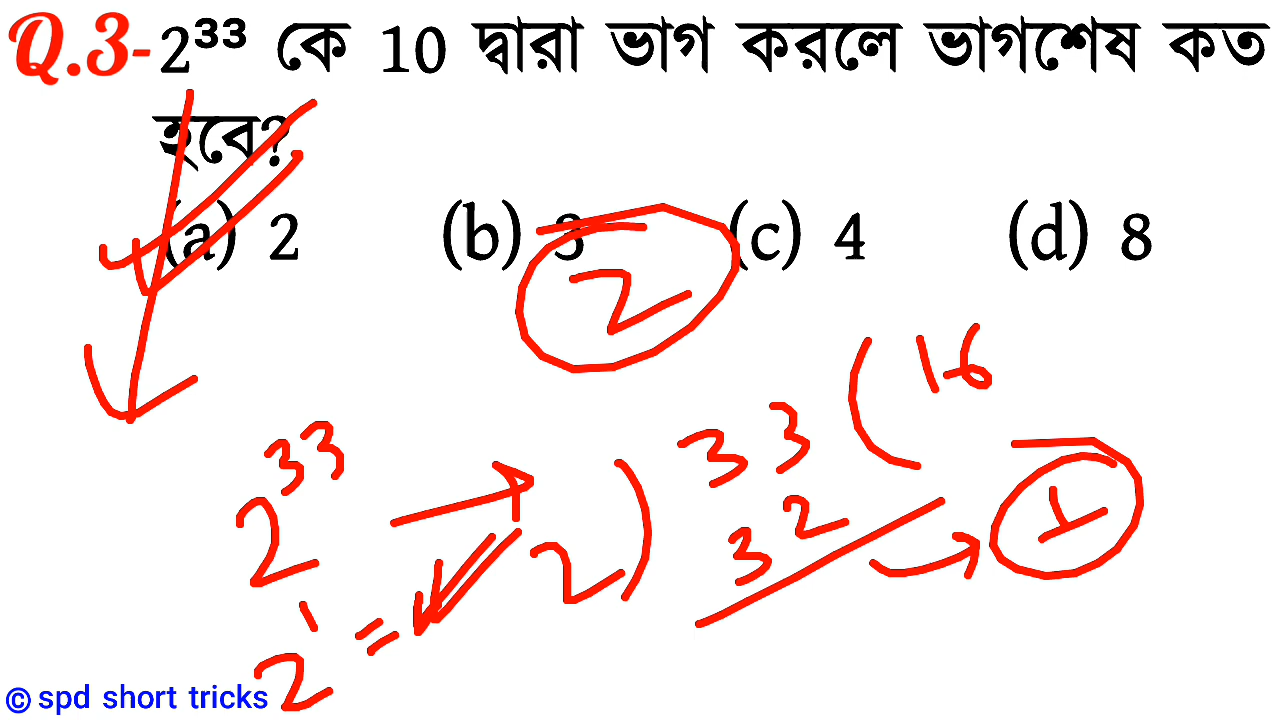 Q.3- 2³³ কে 10 দ্বারা ভাগ করলে ভাগশেষ কত
হবে?
(a) 2 (b) 3 (c) 4 (d) 8
2
16
2³³ 2) 33 (
32
1
2¹ =
© spd short tricks